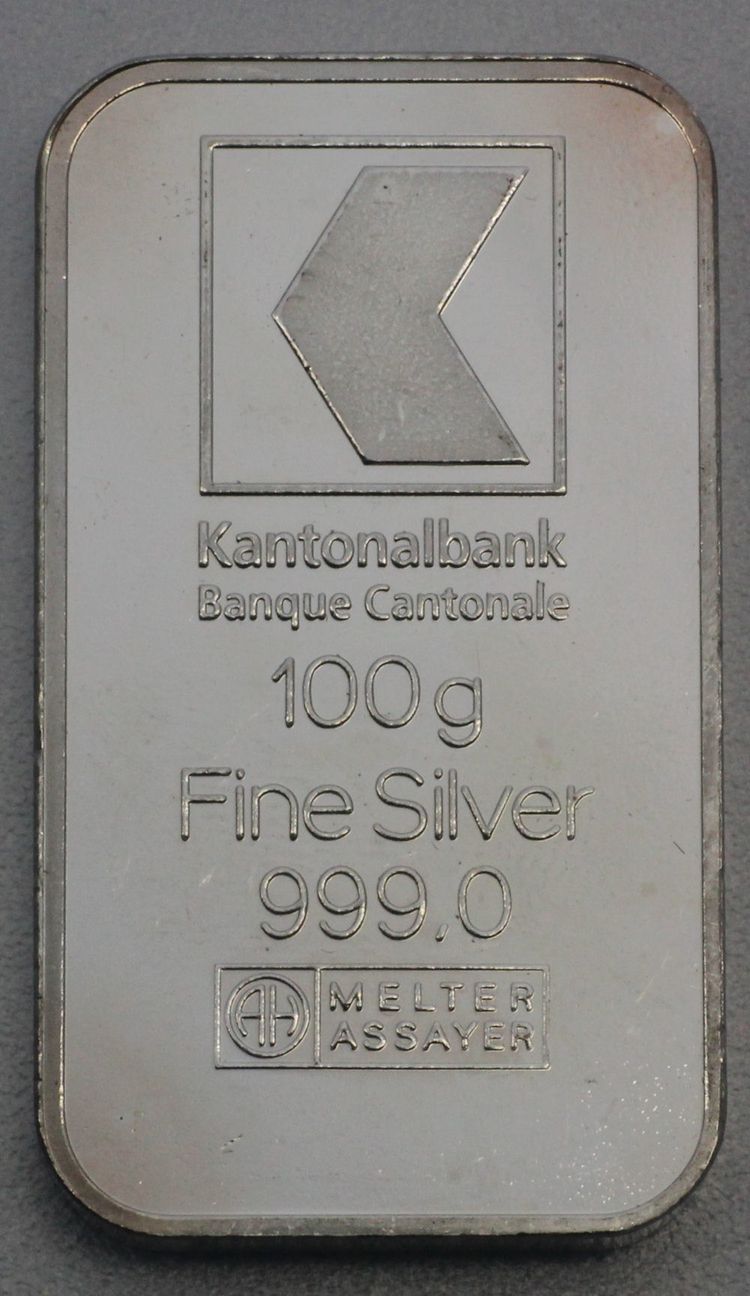 Kantonalbank
Banque Cantonale
100g
Fine Silver
999,0
AH
MELTER
ASSAYER